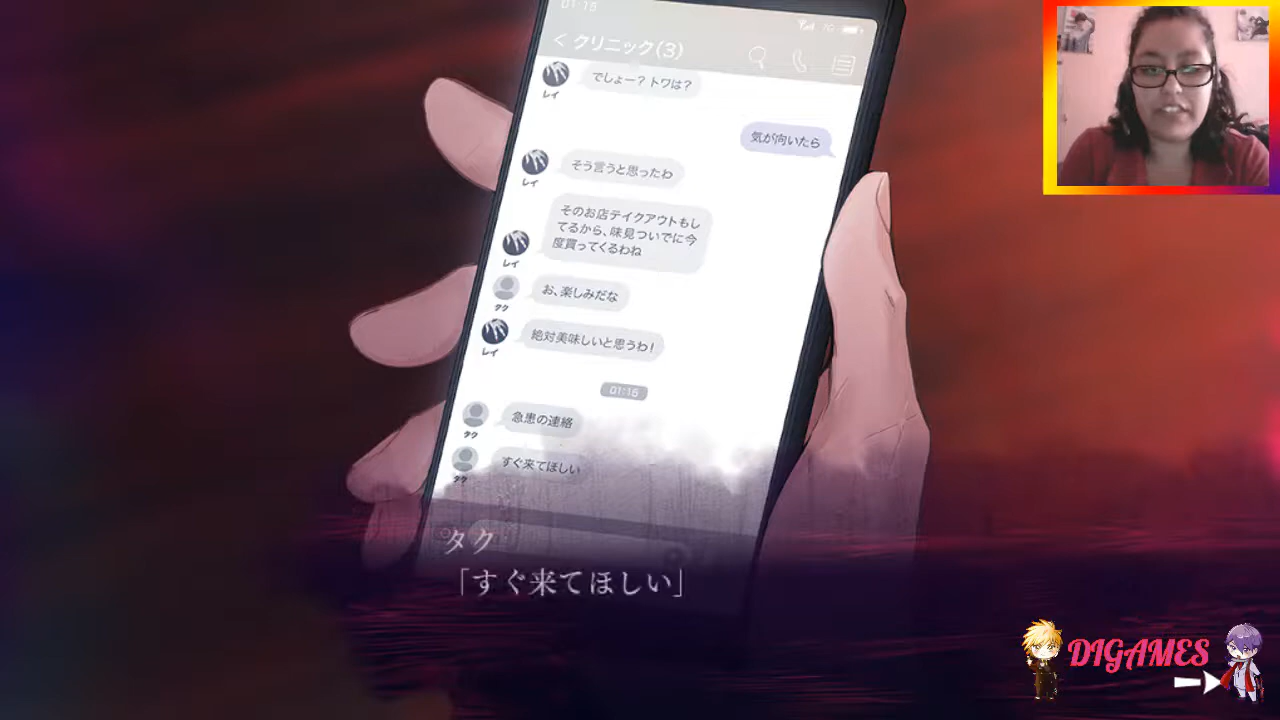 01:15
< クリニック(3)
でしょー？トワは？
レイ
気が向いたら
そう言うと思ったわ
レイ
そのお店テイクアウトもし
てるから、味見ついでに今
度買ってくるわね
レイ
お、楽しみだな
タク
絶対美味しいと思うわ！
レイ
01:15
急患の連絡
タク
すぐ来てほしい
タク
タク
「すぐ来てほしい」
DIGAMES